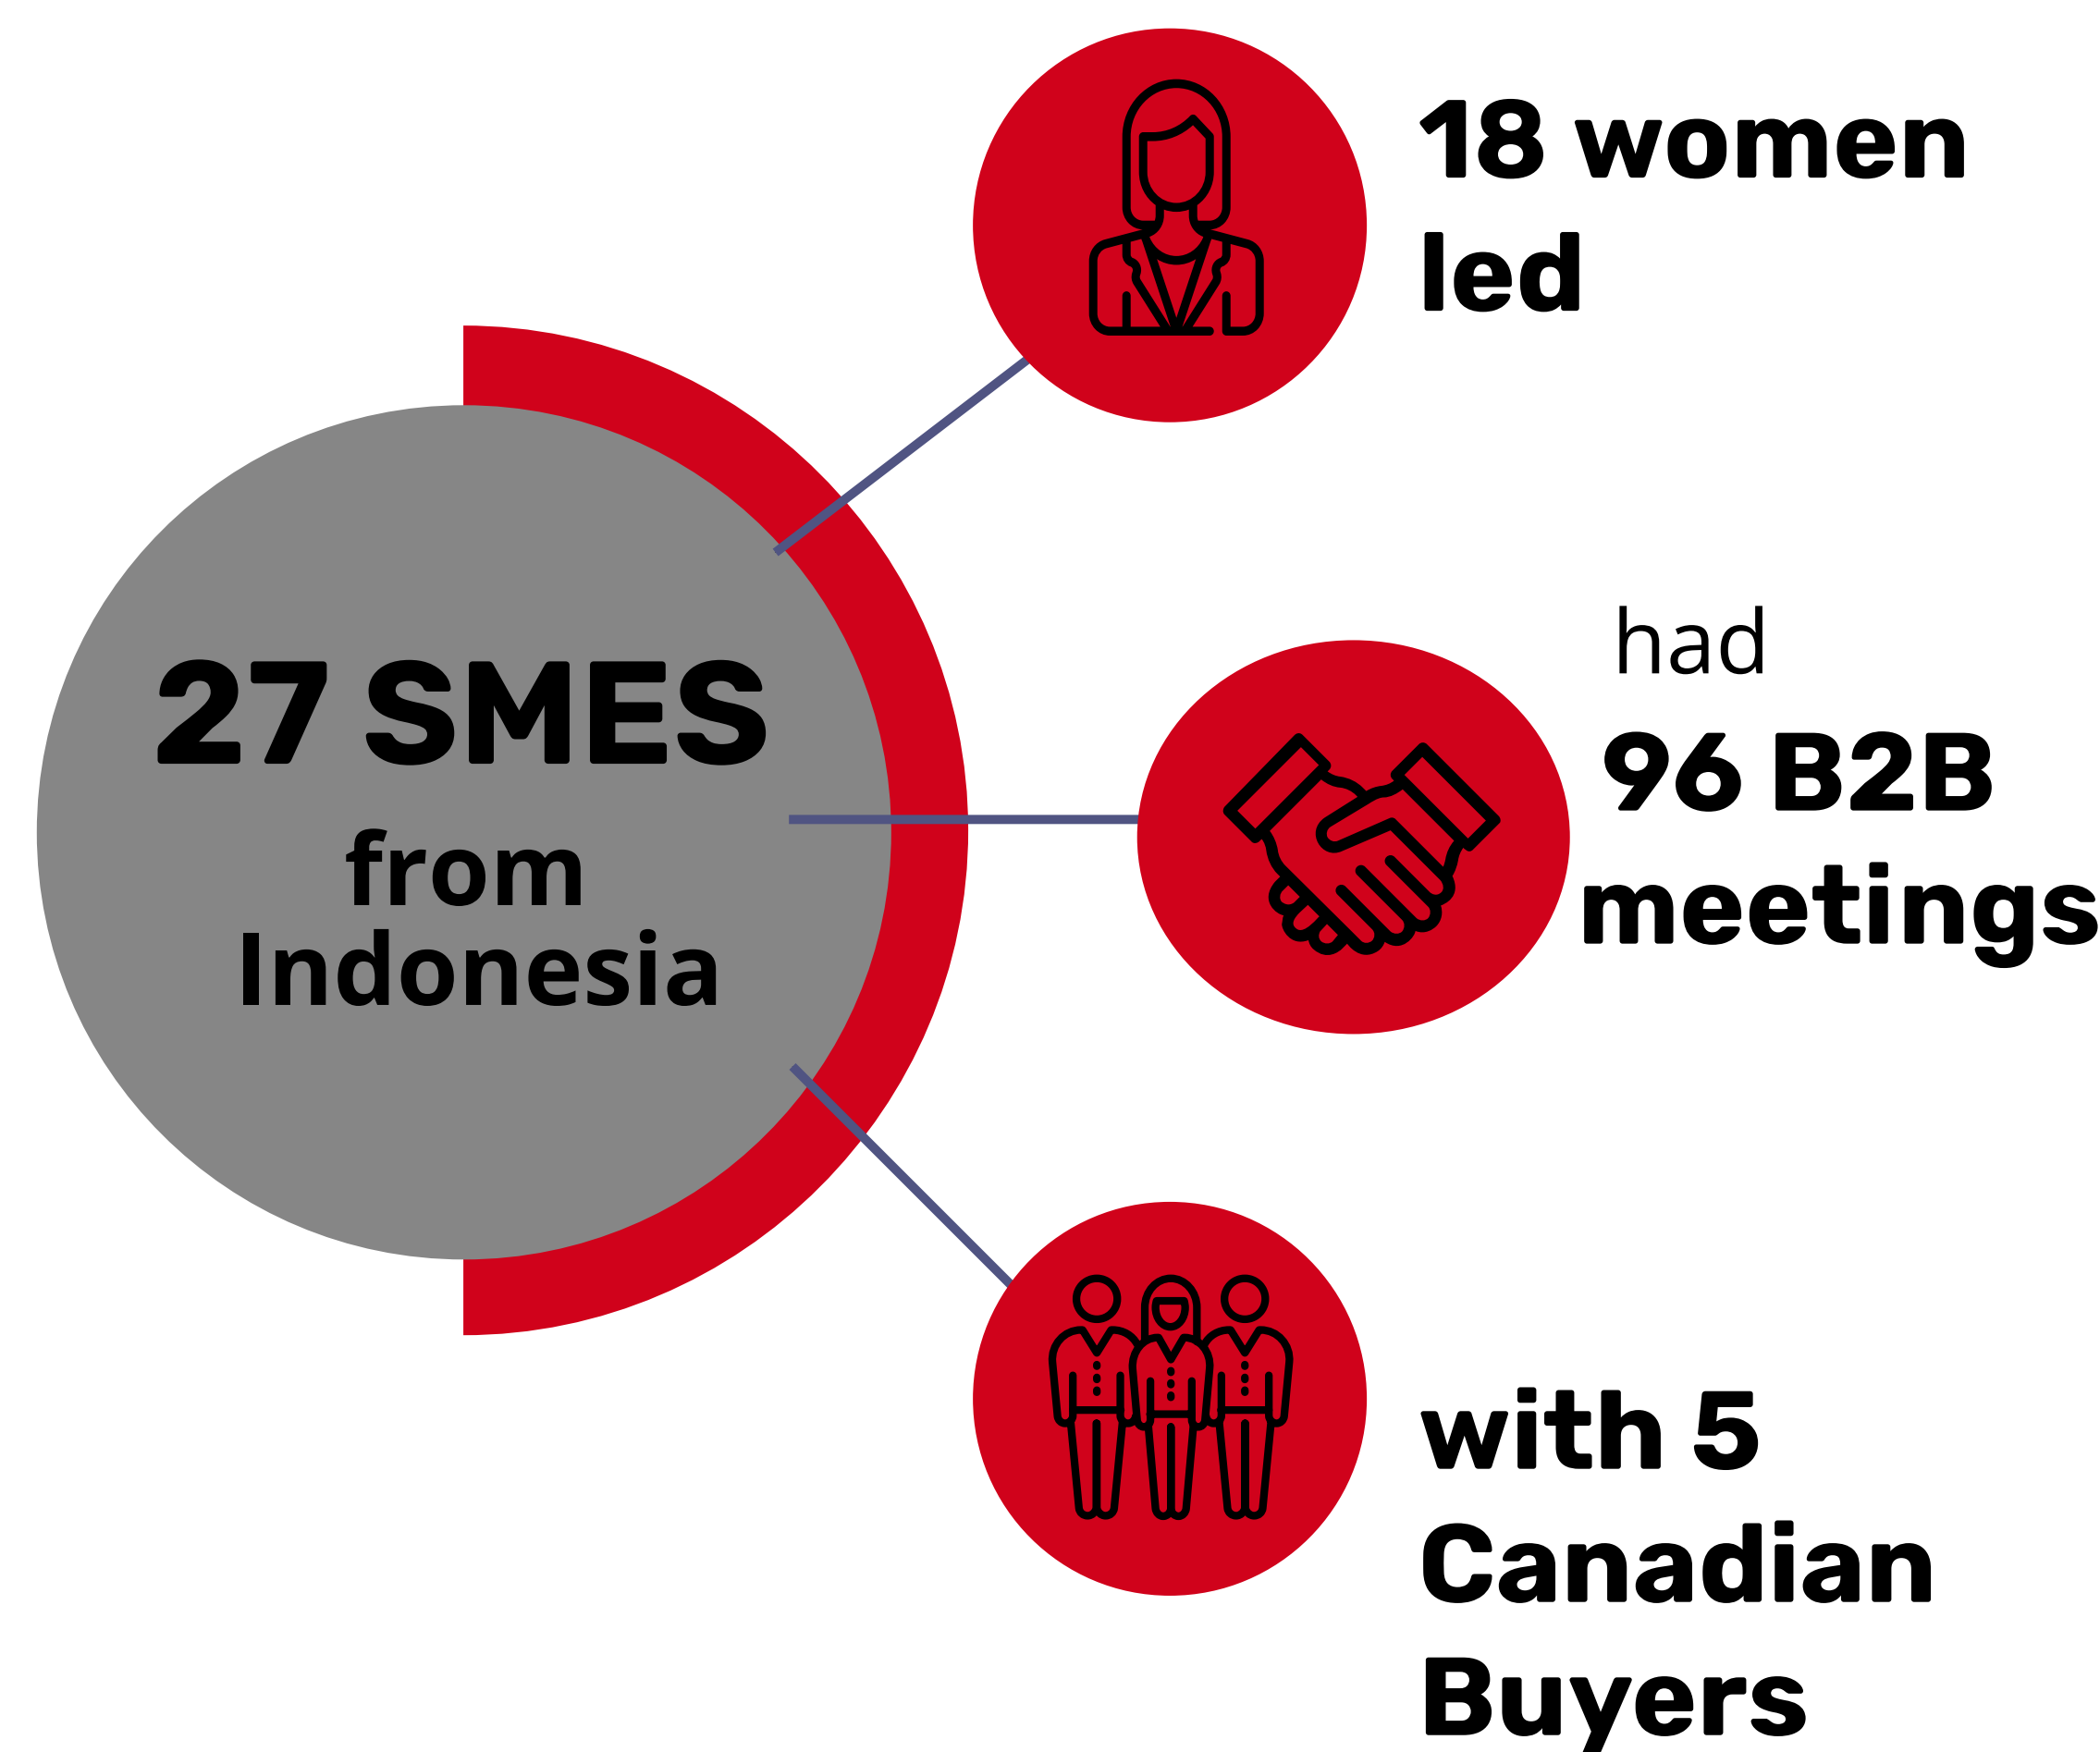 27 SMES
from
Indonesia
18 women
led
had
96 B2B
meetings
with 5
Canadian
Buyers